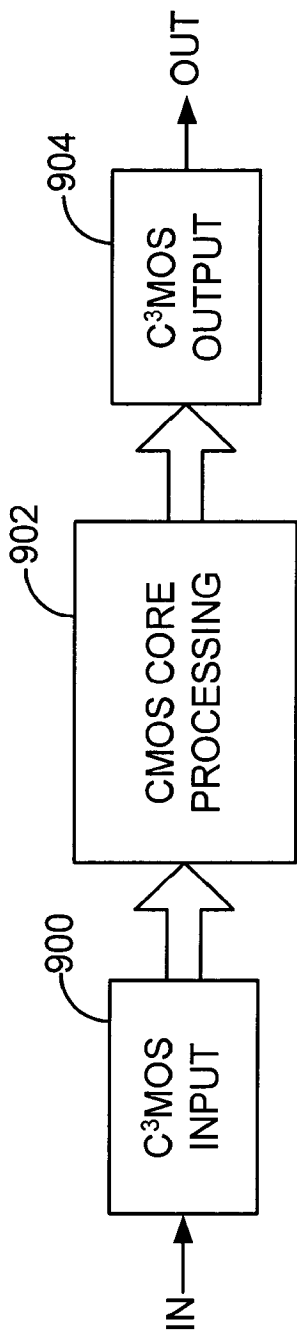 IN
900
C³MOS
INPUT
902
CMOS CORE
PROCESSING
904
C³MOS
OUTPUT
OUT